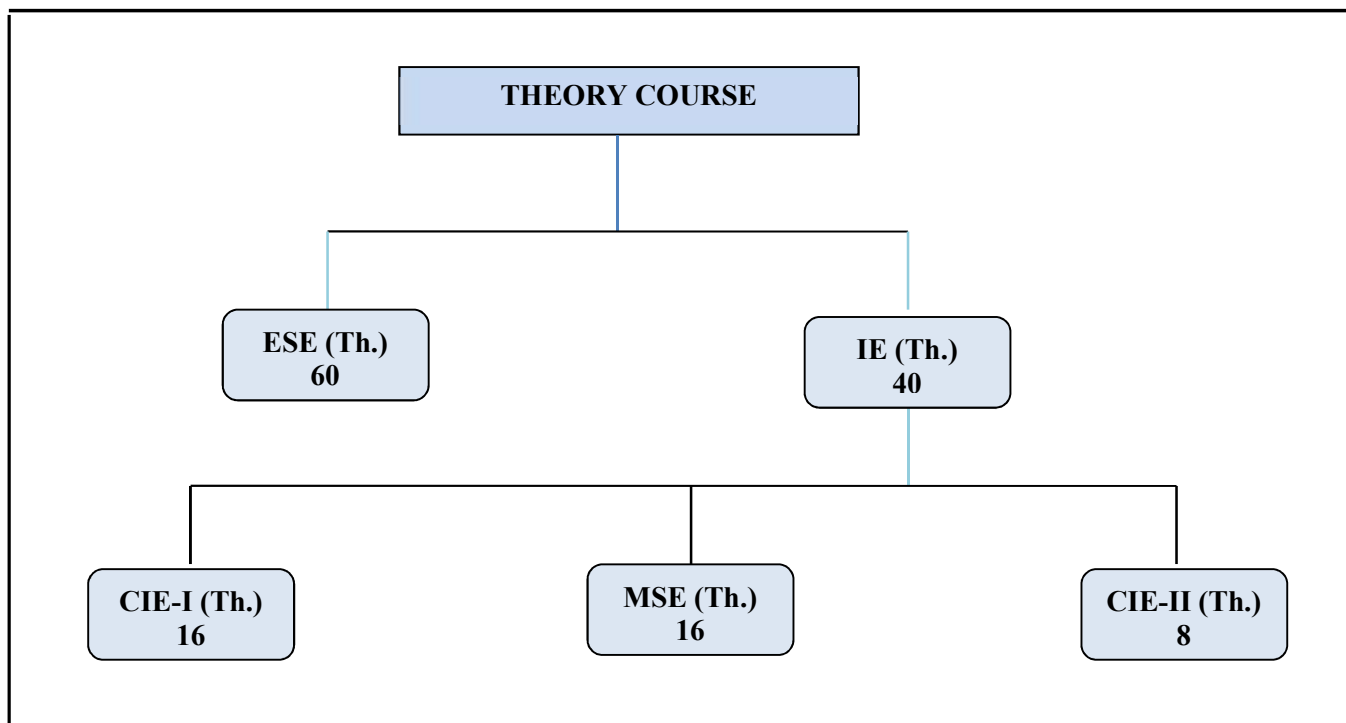 THEORY COURSE
ESE (Th.)
60
IE (Th.)
40
CIE-I (Th.)
16
MSE (Th.)
16
CIE-II (Th.)
8